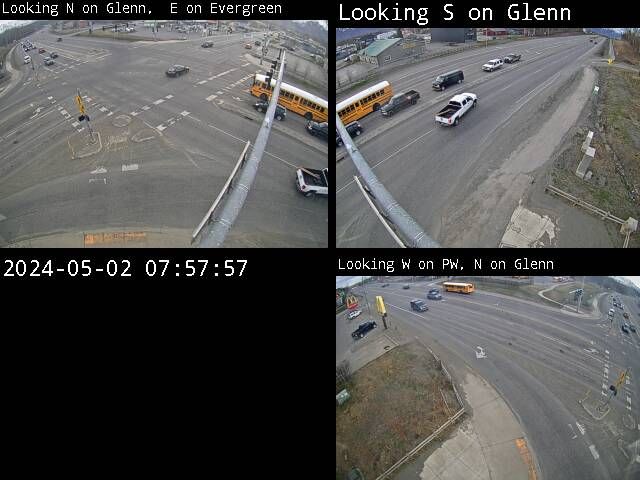 Looking N on Glenn,  E on Evergreen
Looking S on Glenn
2024-05-02 07:57:57
Looking W on PW, N on Glenn